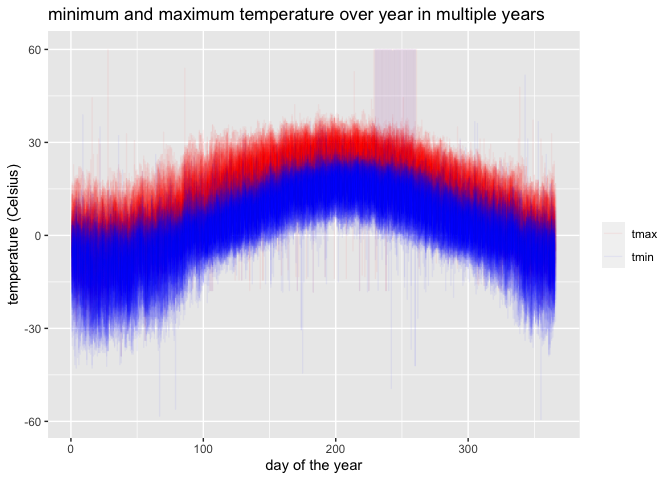 minimum and maximum temperature over year in multiple years
60
30
0
-30
-60
temperature (Celsius)
0 100 200 300
day of the year
tmax
tmin